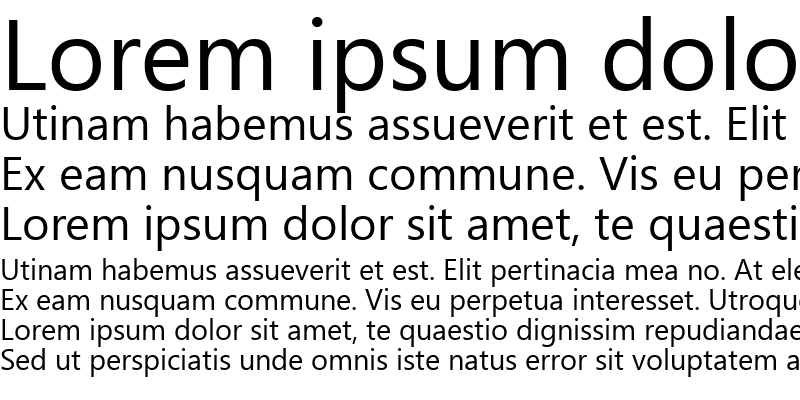 Lorem ipsum dolo
Utinam habemus assueverit et est. Elit
Ex eam nusquam commune. Vis eu per
Lorem ipsum dolor sit amet, te quaesti
Utinam habemus assueverit et est. Elit pertinacia mea no. At ele
Ex eam nusquam commune. Vis eu perpetua interesset. Utroque
Lorem ipsum dolor sit amet, te quaestio dignissim repudiandae
Sed ut perspiciatis unde omnis iste natus error sit voluptatem a